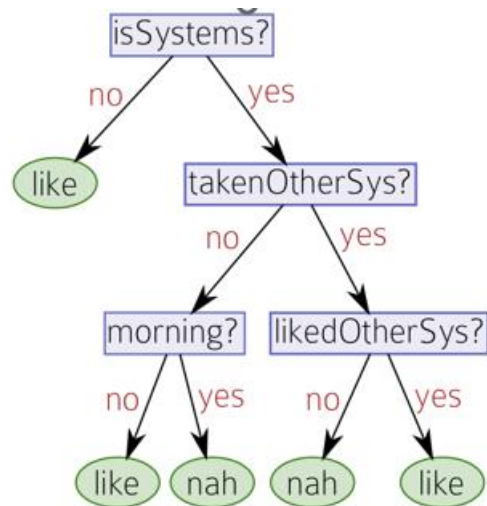 isSystems?
no yes
like takenOtherSys?
no yes
morning? likedOtherSys?
no yes no yes
like nah nah like